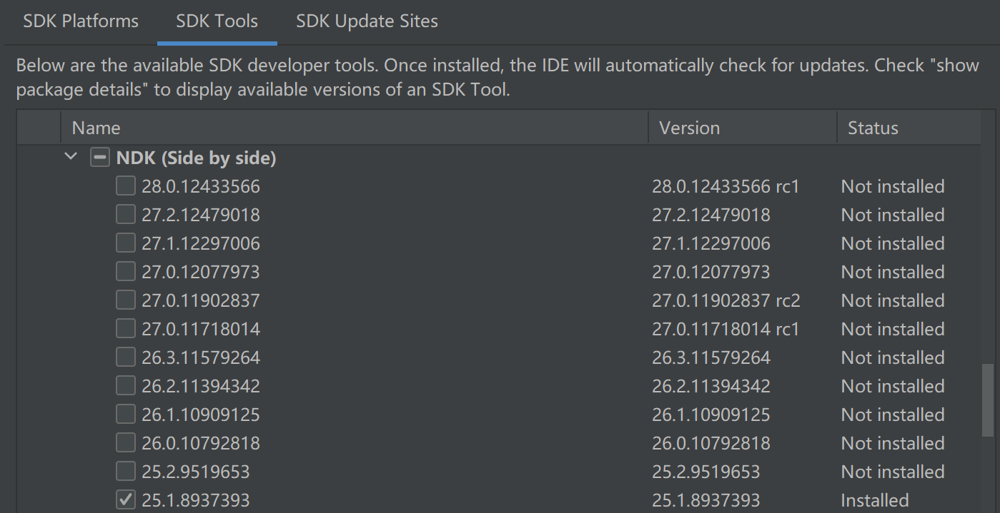 SDK Platforms SDK Tools SDK Update Sites
Below are the available SDK developer tools. Once installed, the IDE will automatically check for updates. Check "show
package details" to display available versions of an SDK Tool.
Name Version Status
NDK (Side by side)
28.0.12433566 28.0.12433566 rc1 Not installed
27.2.12479018 27.2.12479018 Not installed
27.1.12297006 27.1.12297006 Not installed
27.0.12077973 27.0.12077973 Not installed
27.0.11902837 27.0.11902837 rc2 Not installed
27.0.11718014 27.0.11718014 rc1 Not installed
26.3.11579264 26.3.11579264 Not installed
26.2.11394342 26.2.11394342 Not installed
26.1.10909125 26.1.10909125 Not installed
26.0.10792818 26.0.10792818 Not installed
25.2.9519653 25.2.9519653 Not installed
25.1.8937393 25.1.8937393 Installed